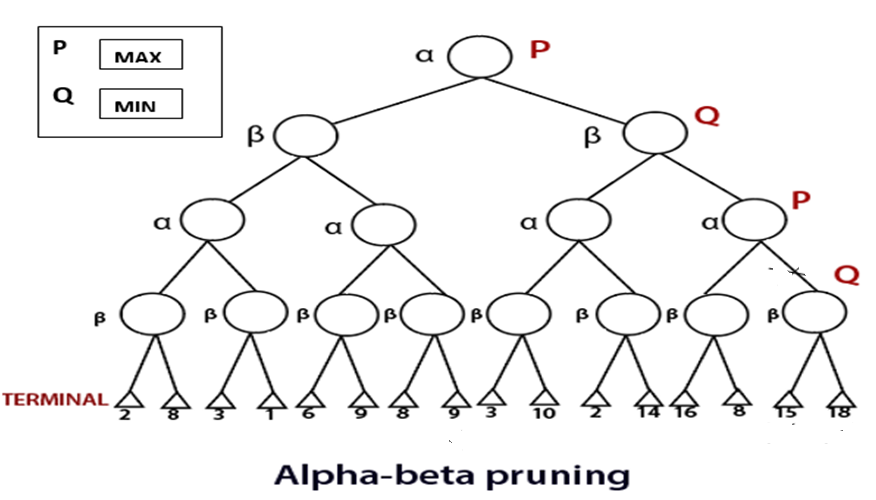 P MAX
Q MIN
α P
β β Q
α α α α P
β β β β β β β β Q
TERMINAL 2 8 3 1 6 9 8 9 3 10 2 14 16 8 15 18
Alpha-beta pruning